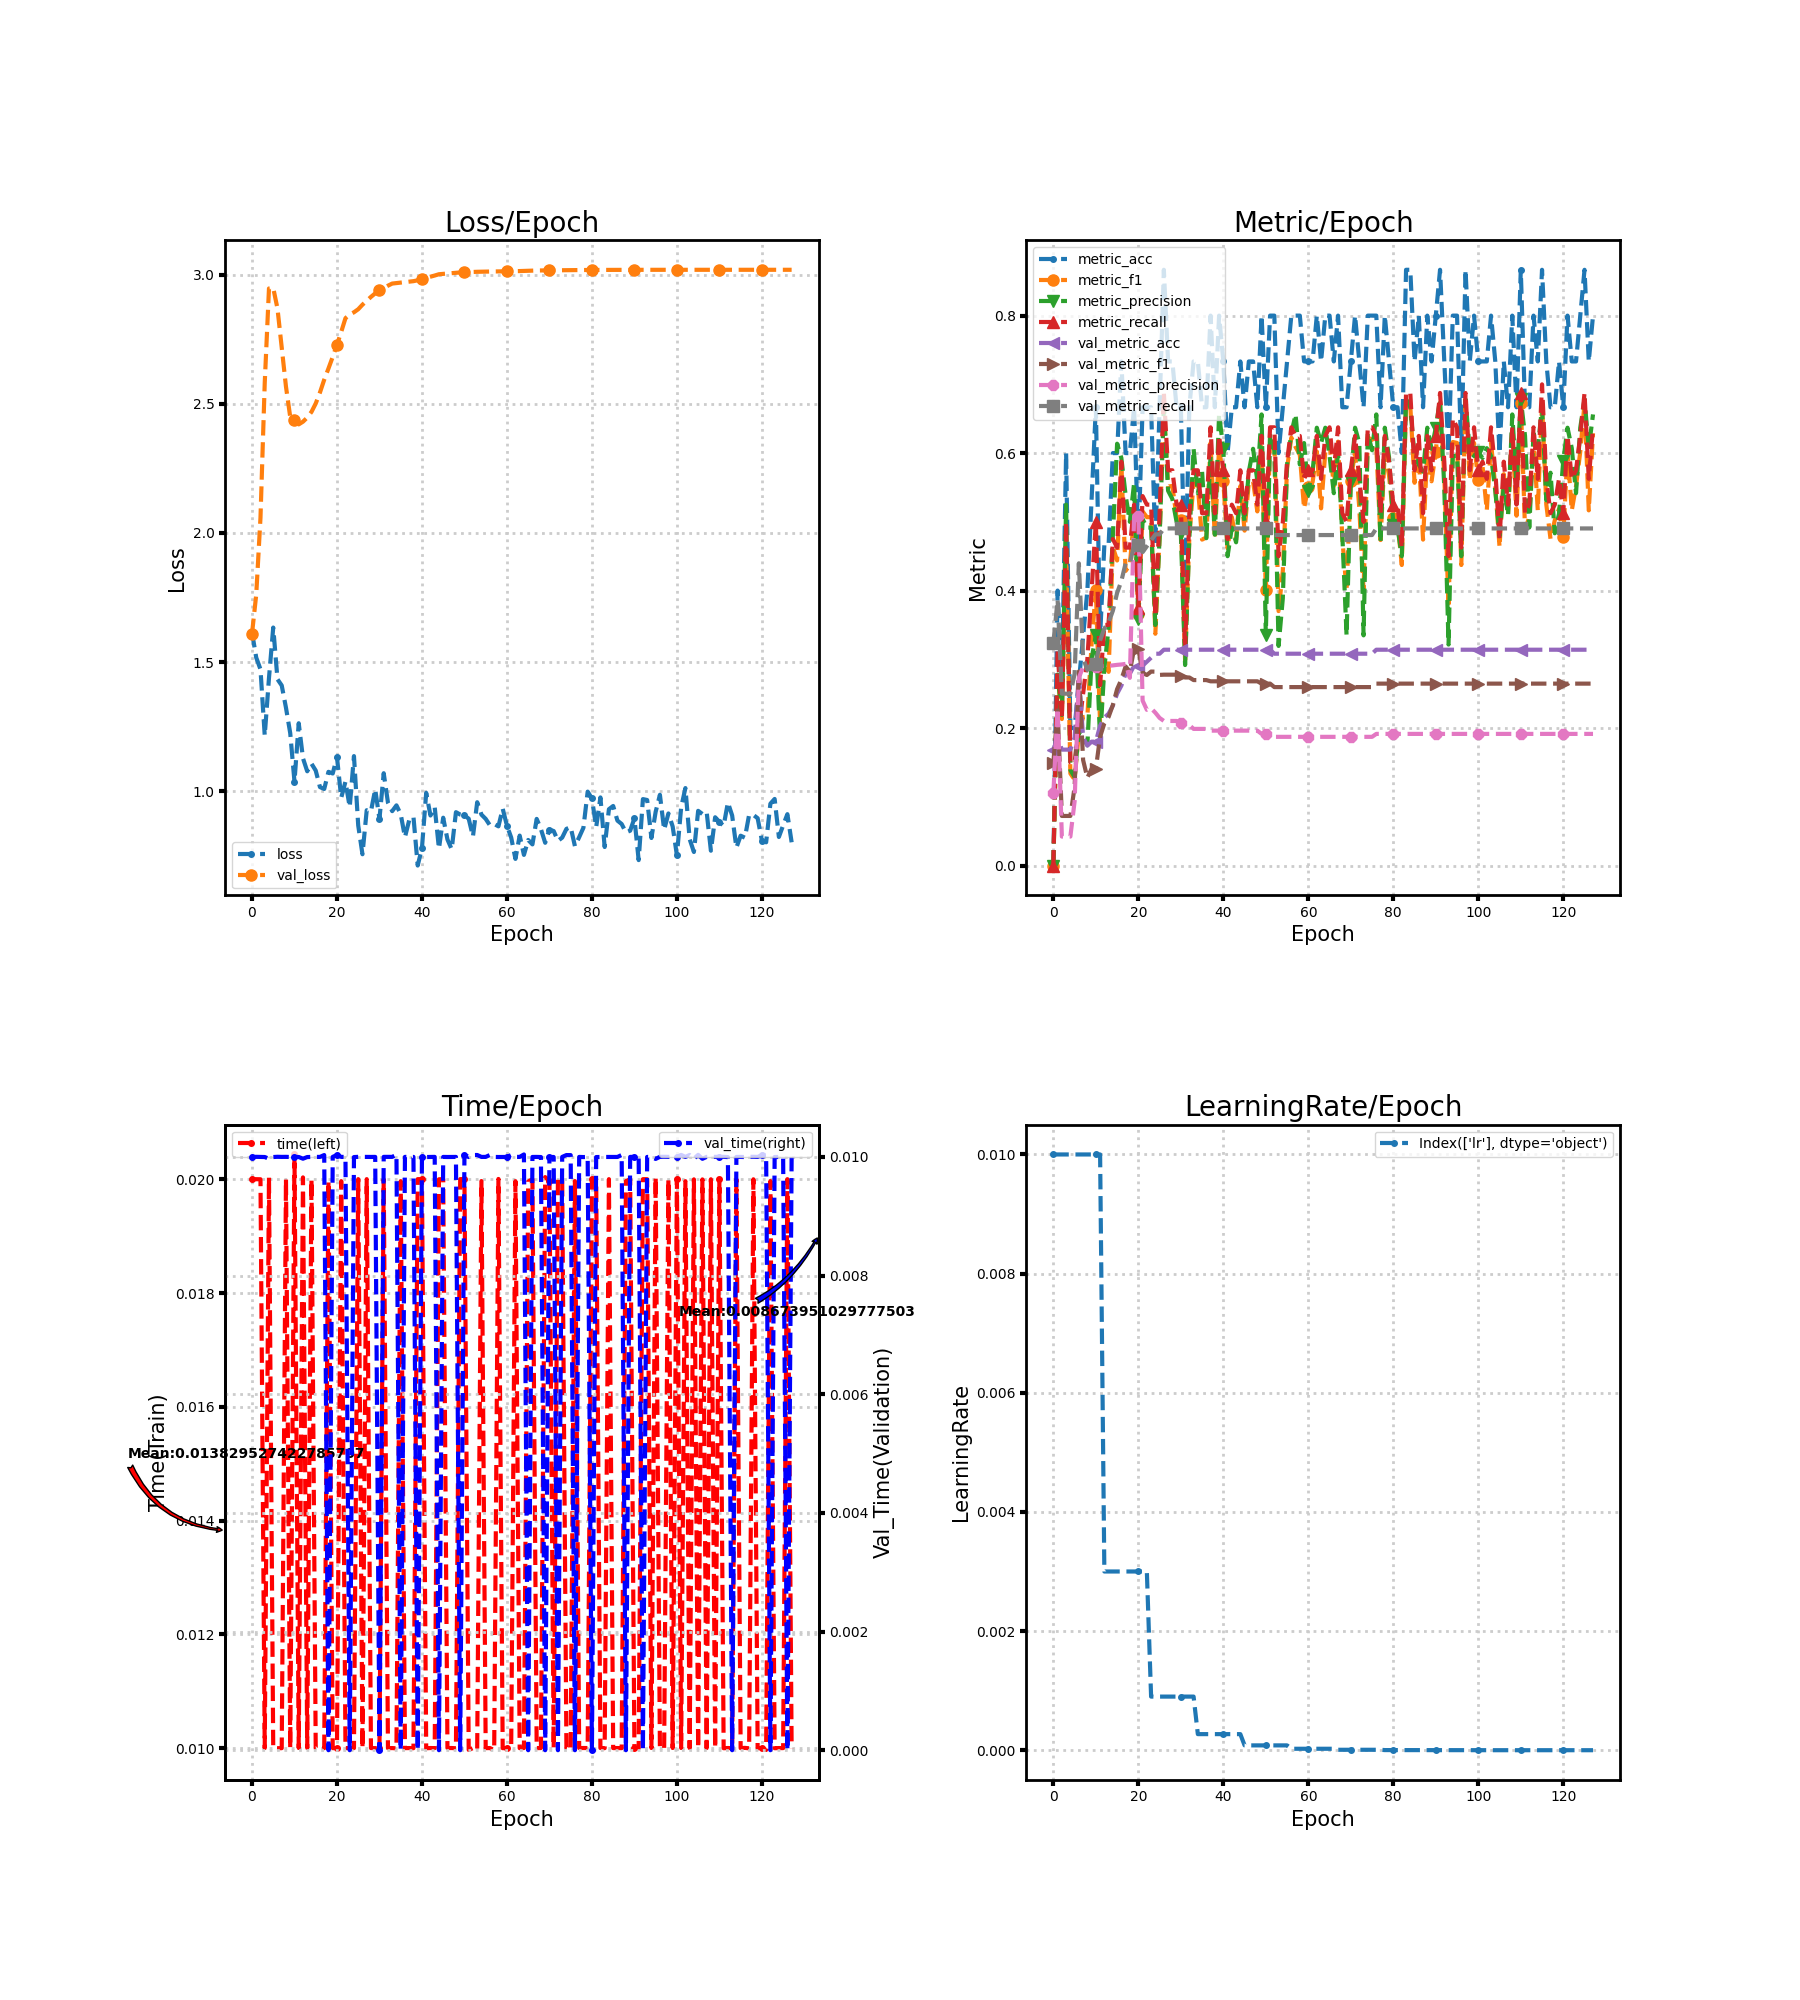 Loss/Epoch
3.0
2.5
2.0
1.5
1.0
Loss
loss
val_loss
0 20 40 60 80 100 120
Epoch
Metric/Epoch
metric_acc
metric_f1
metric_precision
metric_recall
val_metric_acc
val_metric_f1
val_metric_precision
val_metric_recall
0.8
0.6
0.4
0.2
0.0
Metric
0 20 40 60 80 100 120
Epoch
Time/Epoch
time(left)
val_time(right)
0.020
0.018
0.016
0.014
0.012
0.010
Time(Train)
0.010
0.008
0.006
0.004
0.002
0.000
Val_Time(Validation)
Mean:0.008673951029777503
0 20 40 60 80 100 120
Epoch
LearningRate/Epoch
Index(['lr'], dtype='object')
0.010
0.008
0.006
0.004
0.002
0.000
LearningRate
0 20 40 60 80 100 120
Epoch